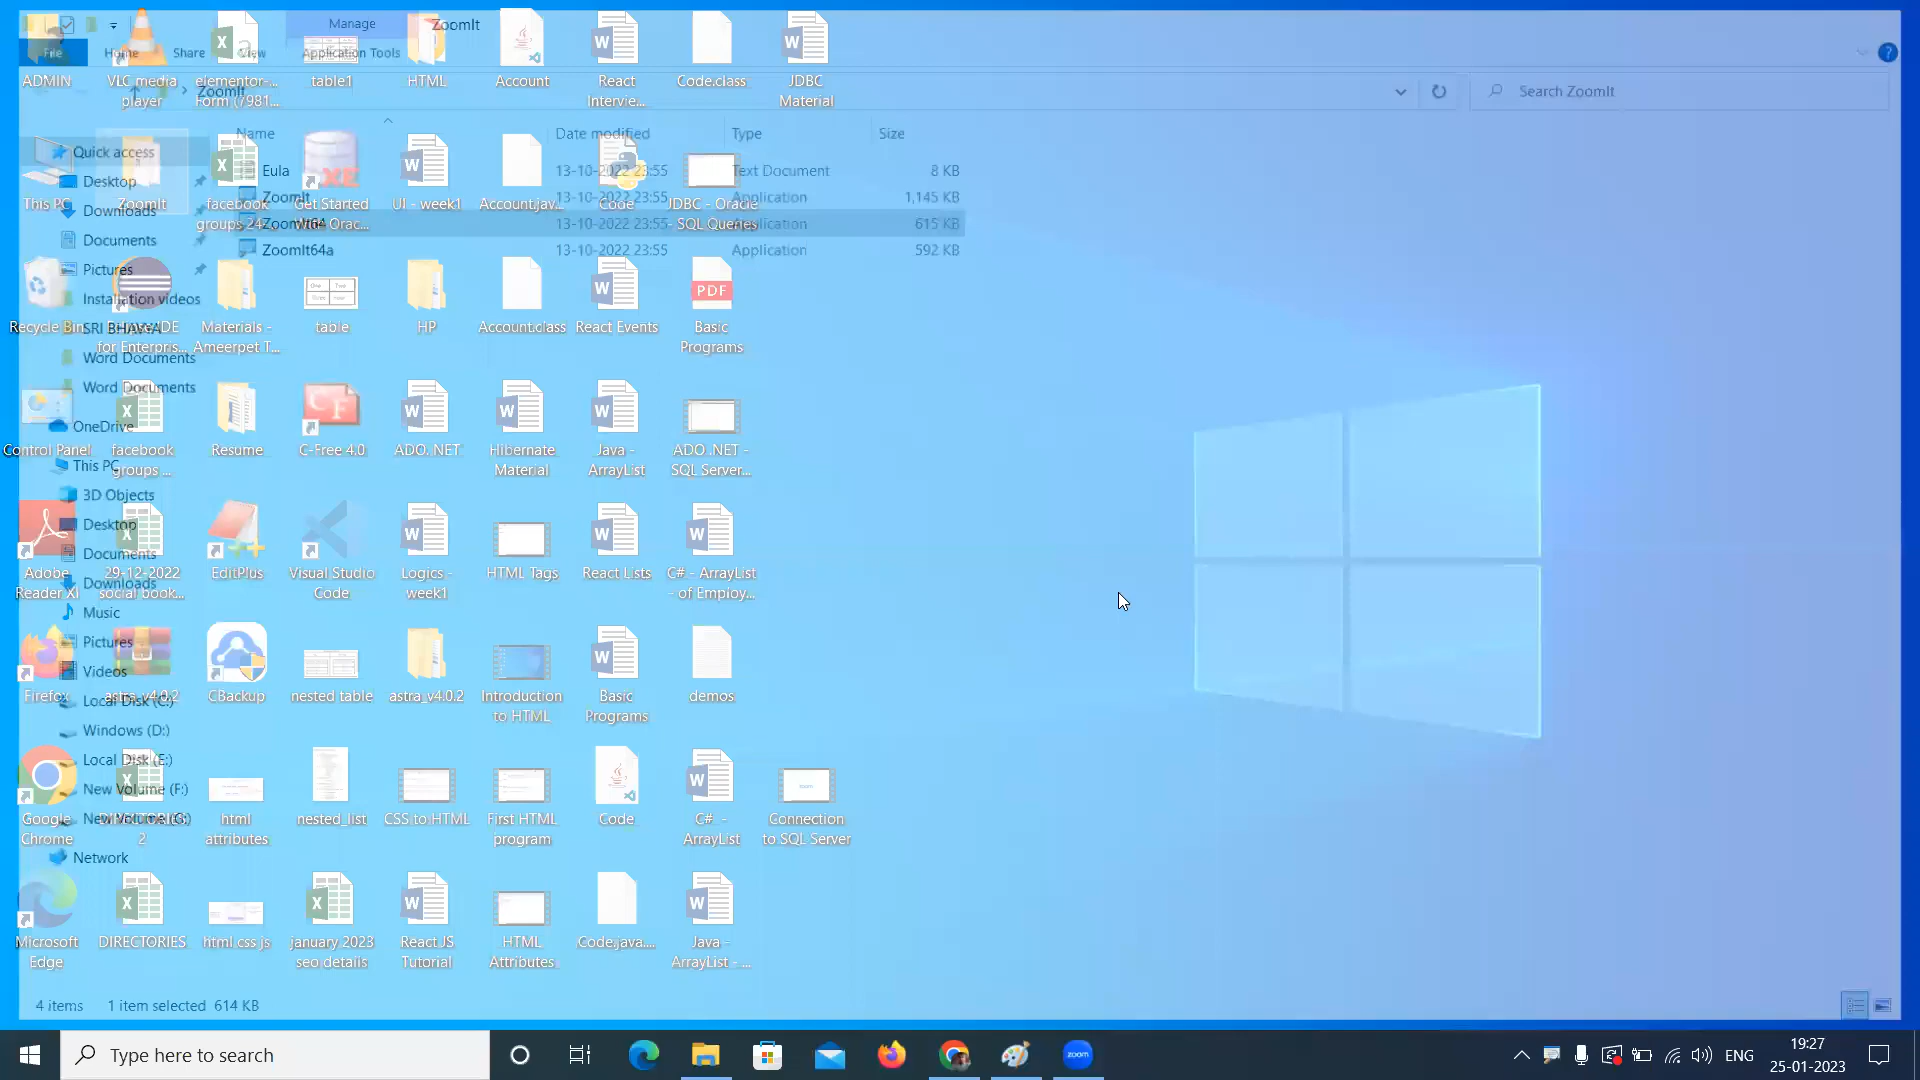 Manage
ZoomIt
File
Home
Share
View
Application Tools
ZoomIt
Search ZoomIt
Name
Date modified
Type
Size
Eula
13-10-2022 23:55
Text Document
8 KB
ZoomIt
13-10-2022 23:55
Application
1,145 KB
ZoomIt64
13-10-2022 23:55
Application
615 KB
ZoomIt64a
13-10-2022 23:55
Application
592 KB
Quick access
Desktop
Downloads
Documents
Pictures
Installation videos
SRI BHAVYA
Word Documents
Word Documents
OneDrive
This PC
3D Objects
Desktop
Documents
Downloads
Music
Pictures
Videos
Local Disk (C:)
Windows (D:)
Local Disk (E:)
New Volume (F:)
Network
4 items
1 item selected 614 KB
ADMIN
VLC media
player
elementor-...
Form (7981...
table1
HTML
Account
React
Intervie...
Code.class
JDBC
Material
This PC
ZoomIt
facebook
groups 24-...
Get Started
With Orac...
UI - week1
Account.jav...
Code
JDBC - Oracle
- SQL Queries
Recycle Bin
Eclipse IDE
for Enterpris...
Materials -
Ameerpet T...
table
HP
Account.class
React Events
PDF
Basic
Programs
Control Panel
facebook
groups ...
Resume
C-Free 4.0
ADO. NET
Hibernate
Material
Java -
ArrayList
ADO .NET -
SQL Server...
Adobe
Reader XI
29-12-2022
social book...
EditPlus
Visual Studio
Code
Logics -
week1
HTML Tags
React Lists
C# - ArrayList
- of Employ...
Firefox
astra_v4.0.2
CBackup
nested table
astra_v4.0.2
Introduction
to HTML
Basic
Programs
demos
Google
Chrome
DIRECTORIES
2
html
attributes
nested_list
CSS to HTML
First HTML
program
Code
C# -
ArrayList
Connection
to SQL Server
Microsoft
Edge
DIRECTORIES
html css js
january 2023
seo details
React JS
Tutorial
HTML
Attributes
Code.java....
Java -
ArrayList - ...
Type here to search
zoom
ENG
19:27
25-01-2023